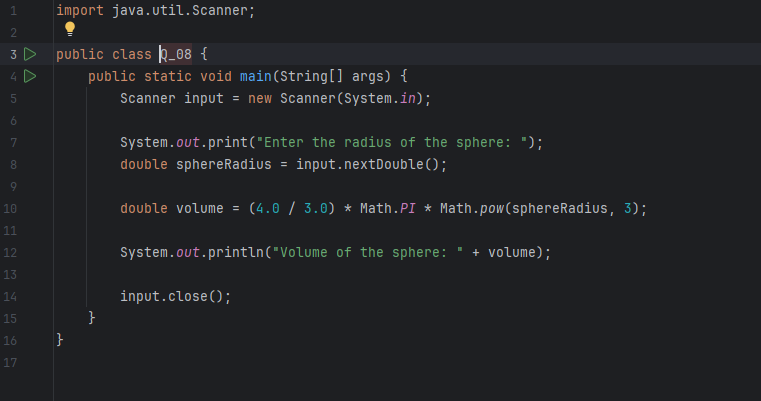 1 import java.util.Scanner;
2
3 public class Q_08 {
4     public static void main(String[] args) {
5         Scanner input = new Scanner(System.in);
6
7         System.out.print("Enter the radius of the sphere: ");
8         double sphereRadius = input.nextDouble();
9
10         double volume = (4.0 / 3.0) * Math.PI * Math.pow(sphereRadius, 3);
11
12         System.out.println("Volume of the sphere: " + volume);
13
14         input.close();
15     }
16 }
17